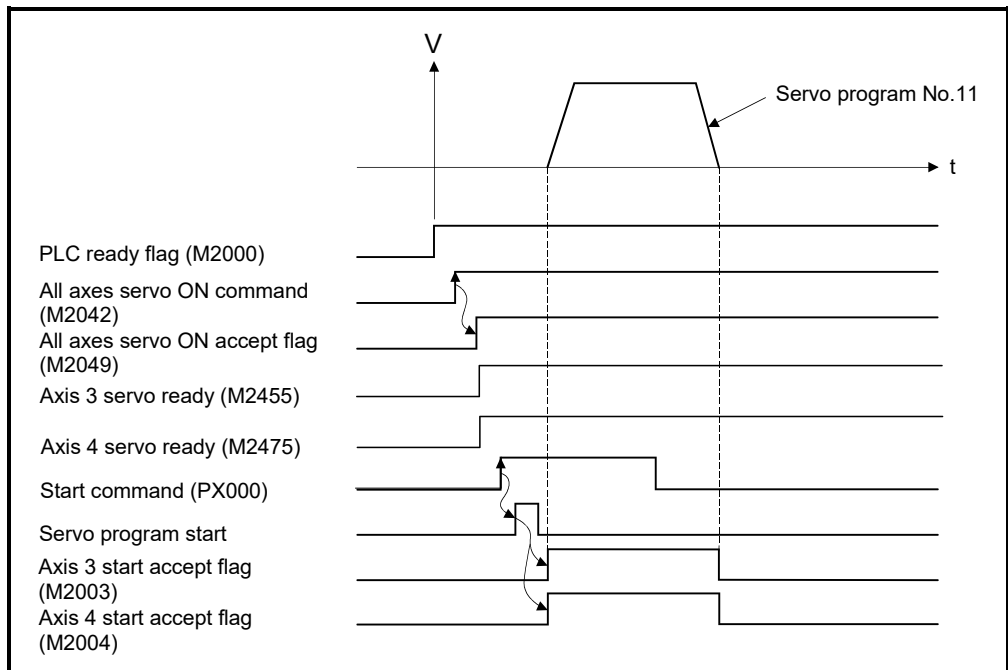 V
Servo program No.11
t
PLC ready flag (M2000)
All axes servo ON command
(M2042)
All axes servo ON accept flag
(M2049)
Axis 3 servo ready (M2455)
Axis 4 servo ready (M2475)
Start command (PX000)
Servo program start
Axis 3 start accept flag
(M2003)
Axis 4 start accept flag
(M2004)